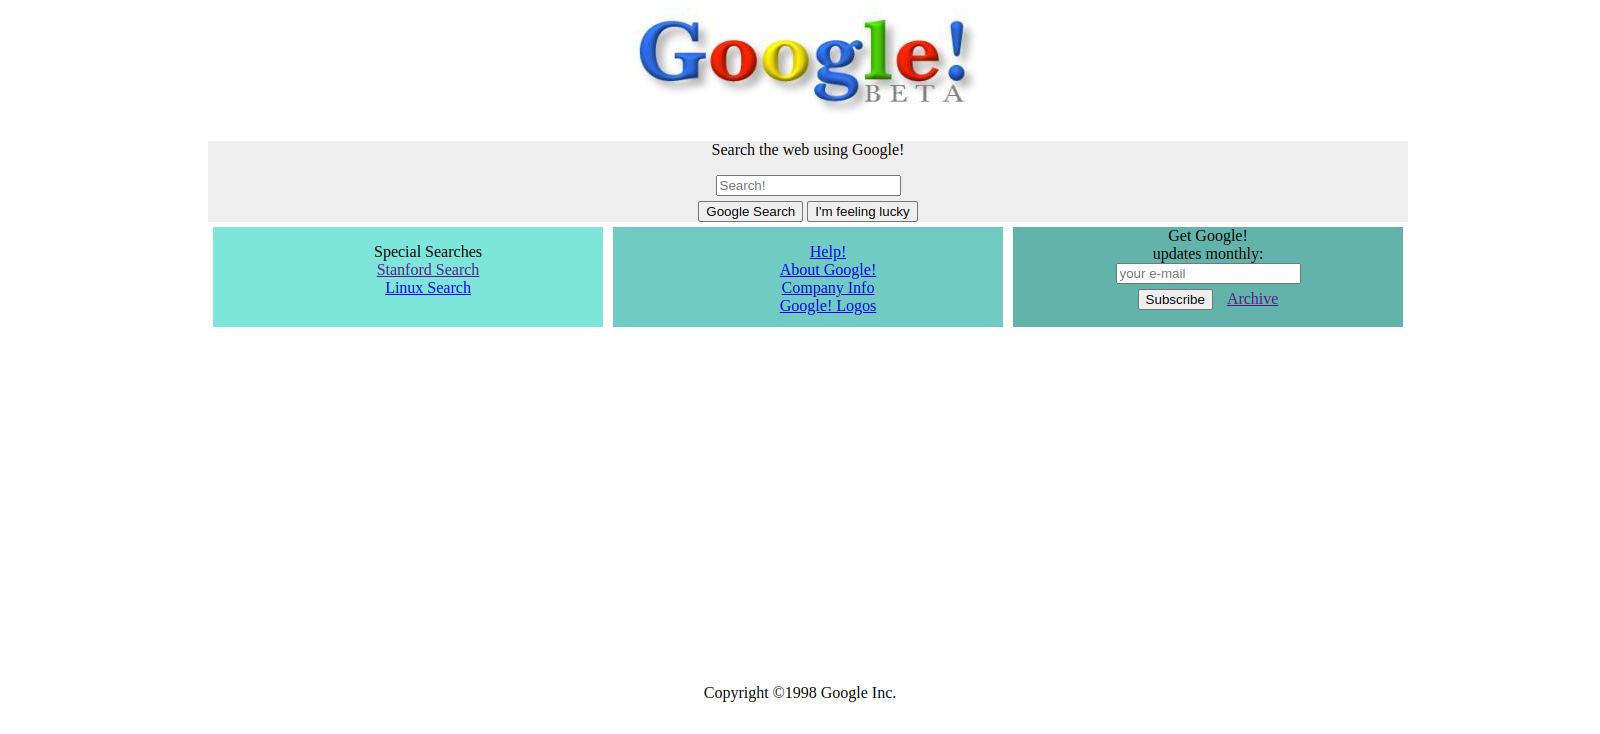 Google!
BETA
Search the web using Google!
Search!
Google Search I'm feeling lucky
Special Searches
Stanford Search
Linux Search
Help!
About Google!
Company Info
Google! Logos
Get Google!
updates monthly:
your e-mail
Subscribe Archive
Copyright ©1998 Google Inc.